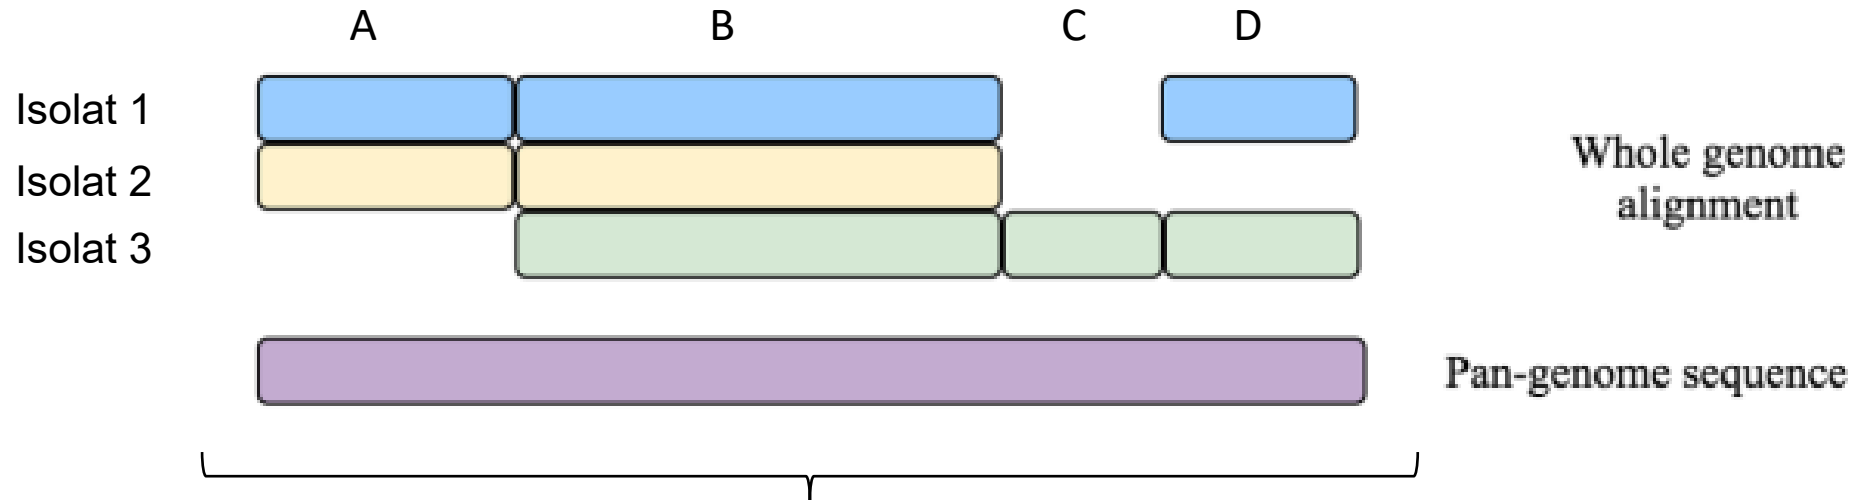 A B C D
Isolat 1
Isolat 2
Isolat 3
Whole genome
alignment
Pan-genome sequence